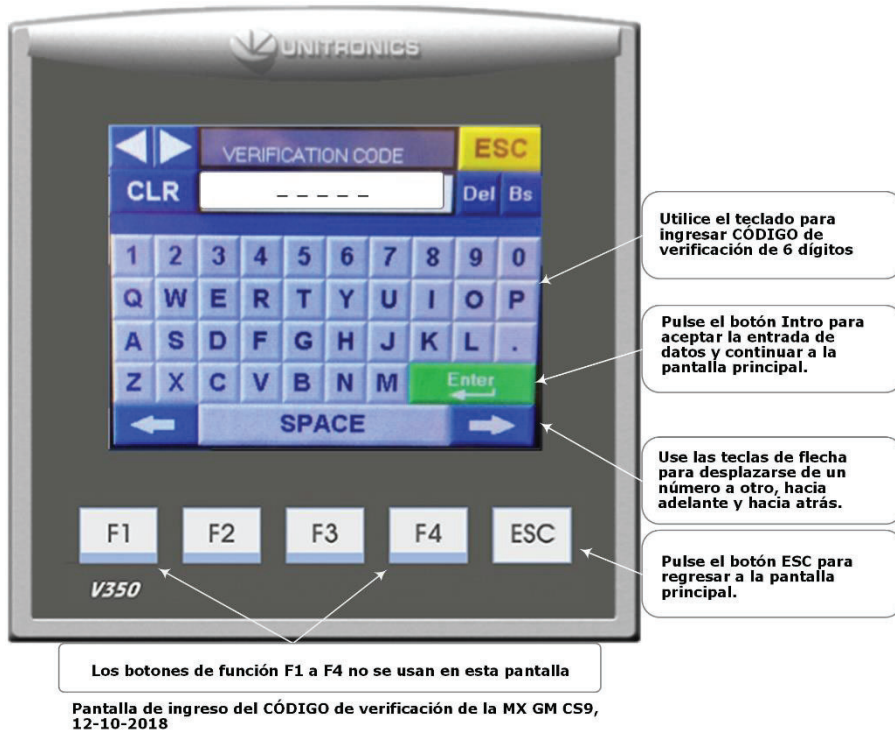 UNITRONICS
VERIFICATION CODE
ESC
CLR
_ _ _ _ _
Del Bs
1 2 3 4 5 6 7 8 9 0
Q W E R T Y U I O P
A S D F G H J K L .
Z X C V B N M Enter
SPACE
F1 F2 F3 F4 ESC
V350
Utilice el teclado para
ingresar CÓDIGO de
verificación de 6 dígitos
Pulse el botón Intro para
aceptar la entrada de
datos y continuar a la
pantalla principal.
Use las teclas de flecha
para desplazarse de un
número a otro, hacia
adelante y hacia atrás.
Pulse el botón ESC para
regresar a la pantalla
principal.
Los botones de función F1 a F4 no se usan en esta pantalla
Pantalla de ingreso del CÓDIGO de verificación de la MX GM CS9,
12-10-2018